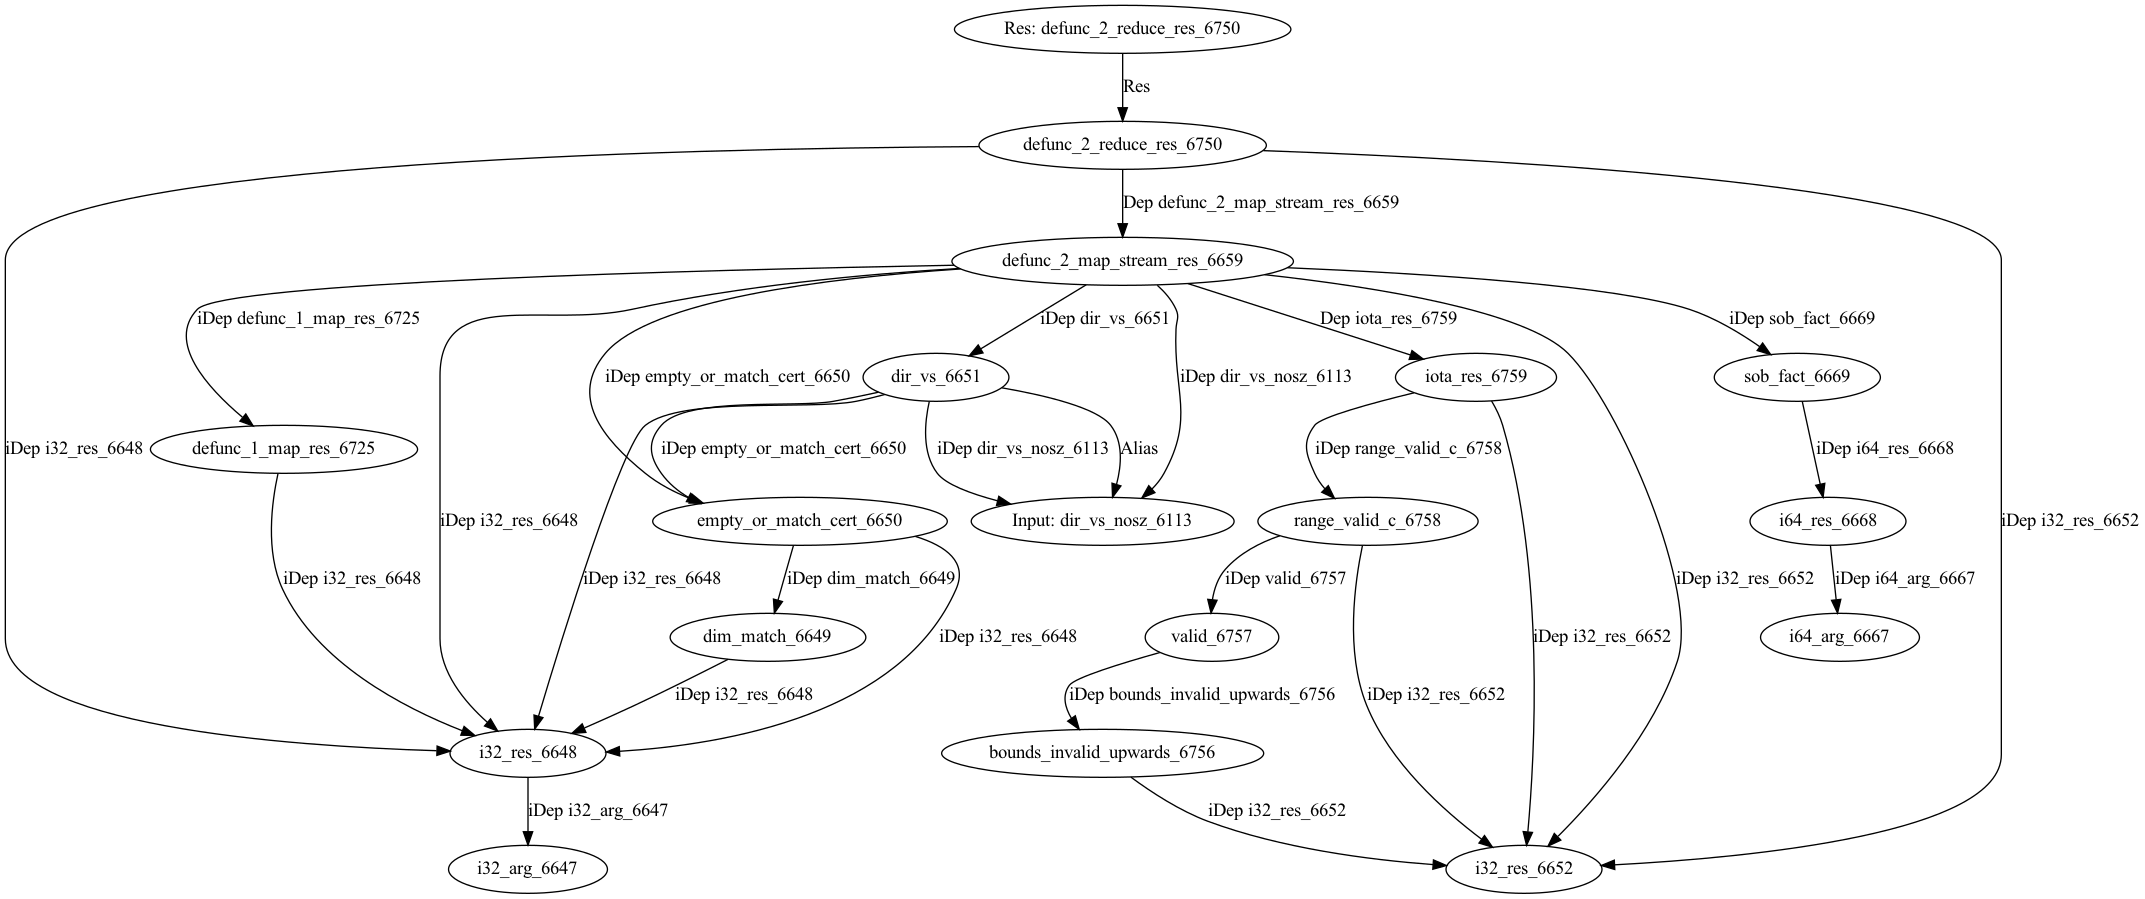 Res: defunc_2_reduce_res_6750
Res
defunc_2_reduce_res_6750
Dep defunc_2_map_stream_res_6659
defunc_2_map_stream_res_6659
iDep defunc_1_map_res_6725
iDep dir_vs_6651
Dep iota_res_6759
iDep sob_fact_6669
iDep empty_or_match_cert_6650
dir_vs_6651
iDep dir_vs_nosz_6113
iota_res_6759
sob_fact_6669
iDep i32_res_6648
defunc_1_map_res_6725
iDep empty_or_match_cert_6650
iDep dir_vs_nosz_6113
Alias
iDep range_valid_c_6758
iDep i64_res_6668
iDep i32_res_6648
empty_or_match_cert_6650
Input: dir_vs_nosz_6113
range_valid_c_6758
i64_res_6668
iDep i32_res_6652
iDep i32_res_6648
iDep i32_res_6648
iDep dim_match_6649
iDep valid_6757
iDep i32_res_6652
iDep i64_arg_6667
dim_match_6649
iDep i32_res_6648
valid_6757
iDep i32_res_6652
i64_arg_6667
iDep i32_res_6648
iDep bounds_invalid_upwards_6756
iDep i32_res_6652
i32_res_6648
bounds_invalid_upwards_6756
iDep i32_arg_6647
iDep i32_res_6652
i32_arg_6647
i32_res_6652